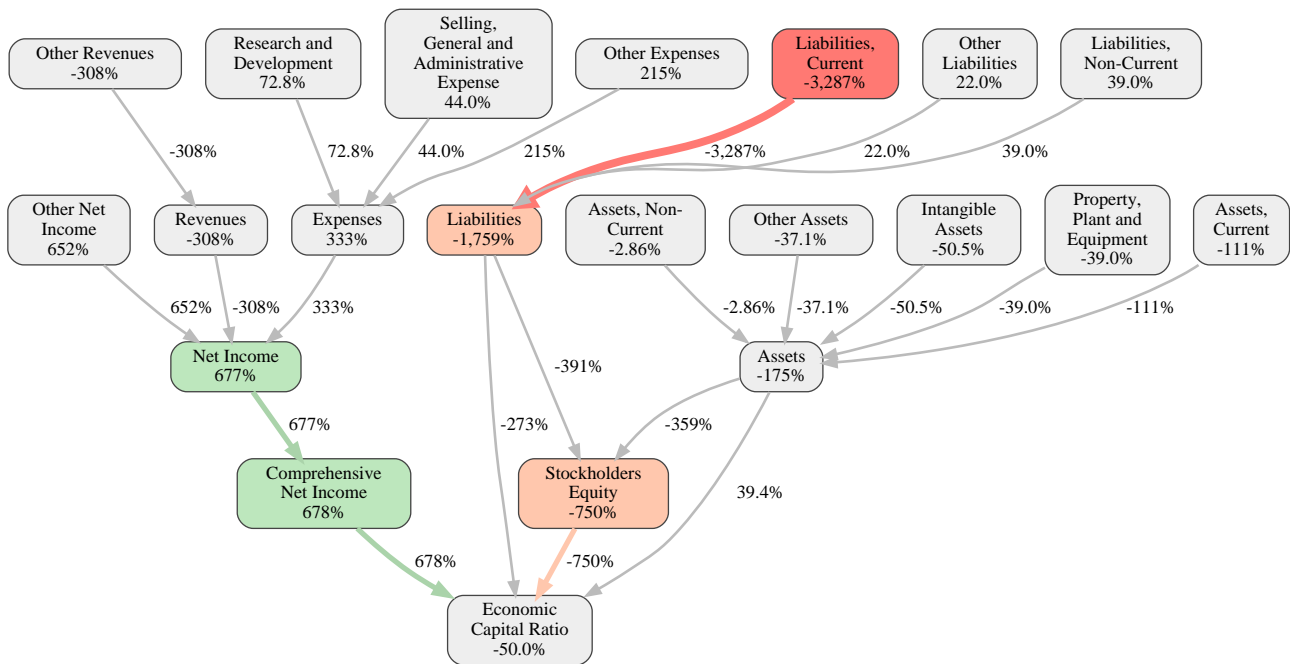 Other Revenues
-308%
Research and
Development
72.8%
Selling,
General and
Administrative
Expense
44.0%
Other Expenses
215%
Liabilities,
Current
-3,287%
Other
Liabilities
22.0%
Liabilities,
Non-Current
39.0%
-308%
72.8%
44.0%
215%
-3,287%
22.0%
39.0%
Other Net
Income
652%
Revenues
-308%
Expenses
333%
Liabilities
-1,759%
Assets, Non-
Current
-2.86%
Other Assets
-37.1%
Intangible
Assets
-50.5%
Property,
Plant and
Equipment
-39.0%
Assets,
Current
-111%
652%
-308%
333%
-2.86%
-37.1%
-50.5%
-39.0%
-111%
Net Income
677%
-391%
Assets
-175%
677%
-273%
-359%
Comprehensive
Net Income
678%
Stockholders
Equity
-750%
39.4%
678%
-750%
Economic
Capital Ratio
-50.0%